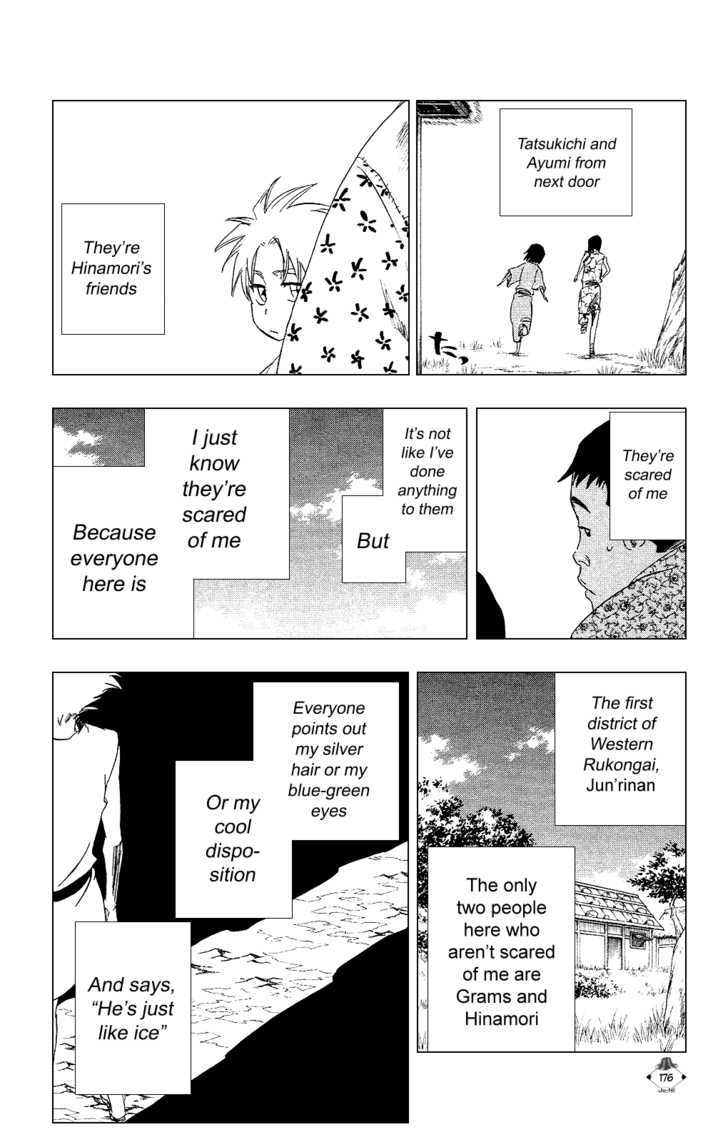 Tatsukichi and
Ayumi from
next door
たっ
They're
Hinamori's
friends
They're
scared
of me
It's not
like I've
done
anything
to them
But
I just
know
they're
scared
of me
Because
everyone
here is
The first
district of
Western
Rukongai,
Jun'rinan
The only
two people
here who
aren't scared
of me are
Grams and
Hinamori
Everyone
points out
my silver
hair or my
blue-green
eyes
Or my
cool
dispo-
sition
And says,
"He's just
like ice"
176